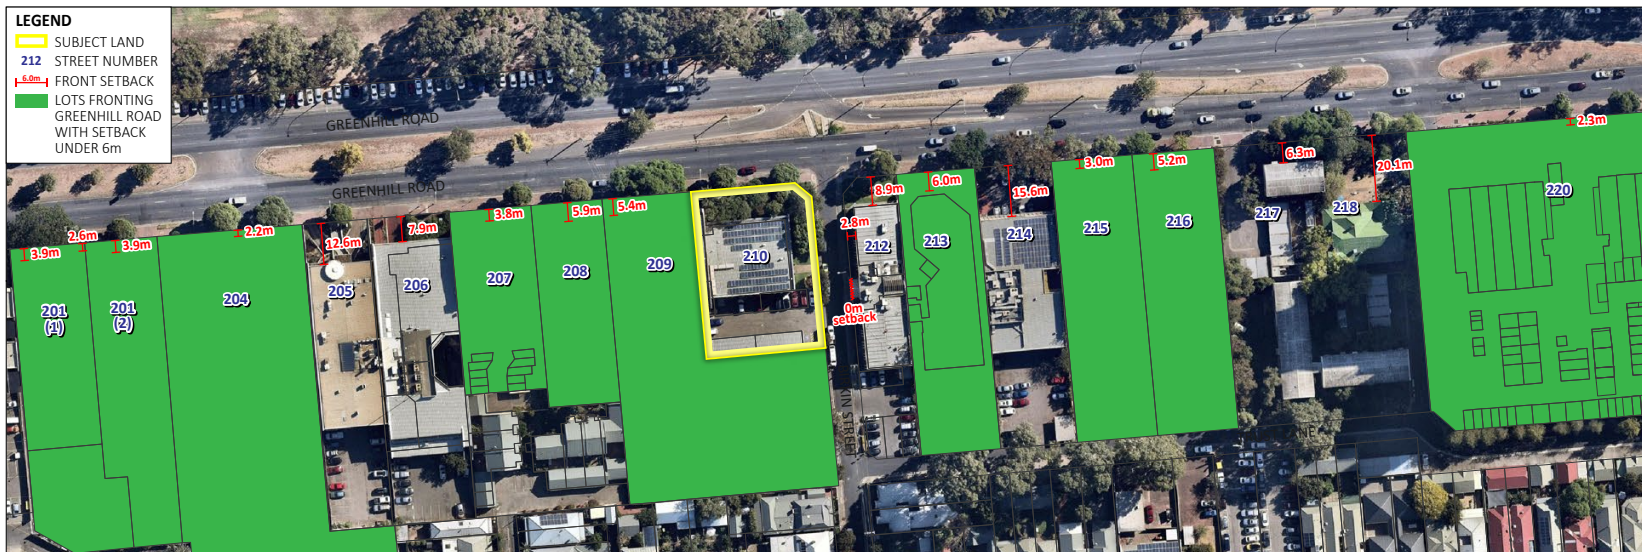 LEGEND
SUBJECT LAND
212 STREET NUMBER
6.0m FRONT SETBACK
LOTS FRONTING
GREENHILL ROAD
WITH SETBACK
UNDER 6m
GREENHILL ROAD
GREENHILL ROAD
3.9m
2.6m
3.9m
2.2m
12.6m
7.9m
3.8m
5.9m
5.4m
8.9m
2.8m
6.0m
15.6m
3.0m
5.2m
6.3m
20.1m
2.3m
201
(1)
201
(2)
204
205
206
207
208
209
210
212
213
214
215
216
217
218
220
0m
setback
KIN STREET
NE